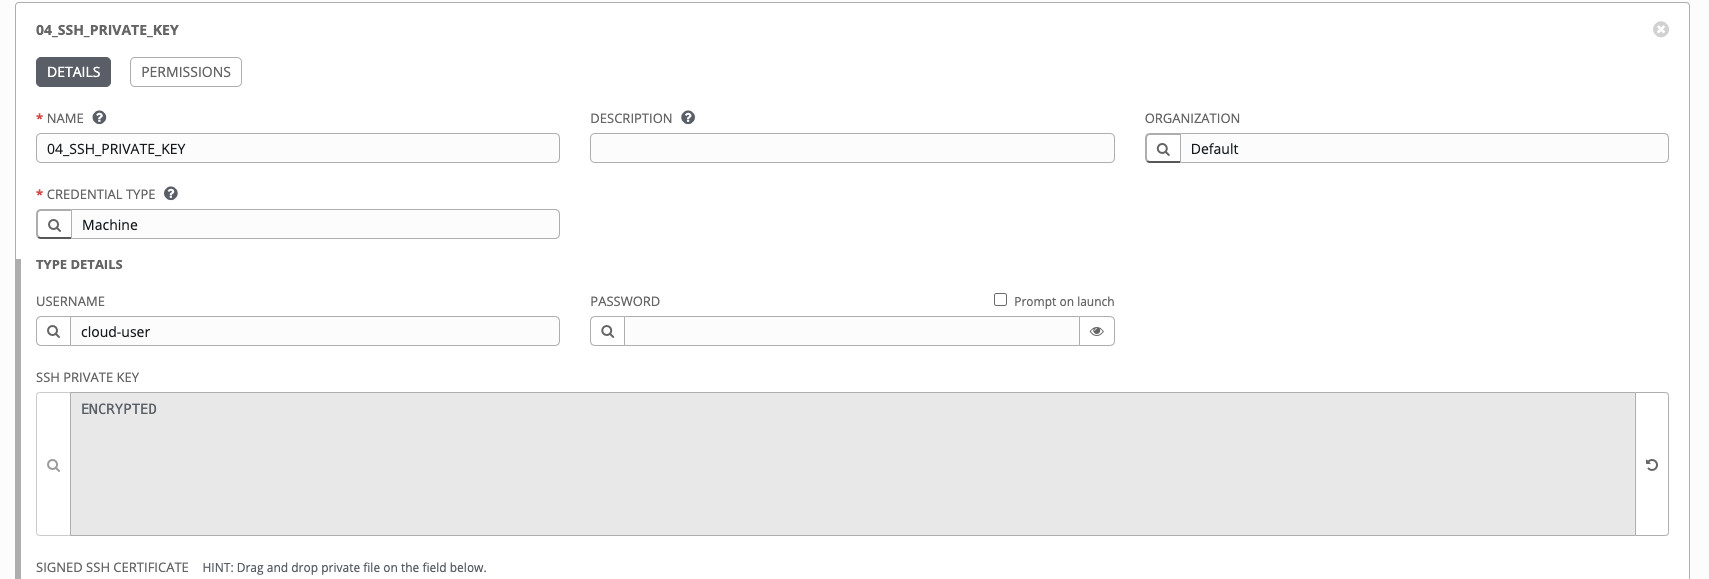 04_SSH_PRIVATE_KEY
DETAILS PERMISSIONS
* NAME ? DESCRIPTION ? ORGANIZATION
04_SSH_PRIVATE_KEY Default
* CREDENTIAL TYPE ?
Machine
TYPE DETAILS
USERNAME PASSWORD Prompt on launch
cloud-user
SSH PRIVATE KEY
ENCRYPTED
SIGNED SSH CERTIFICATE HINT: Drag and drop private file on the field below.